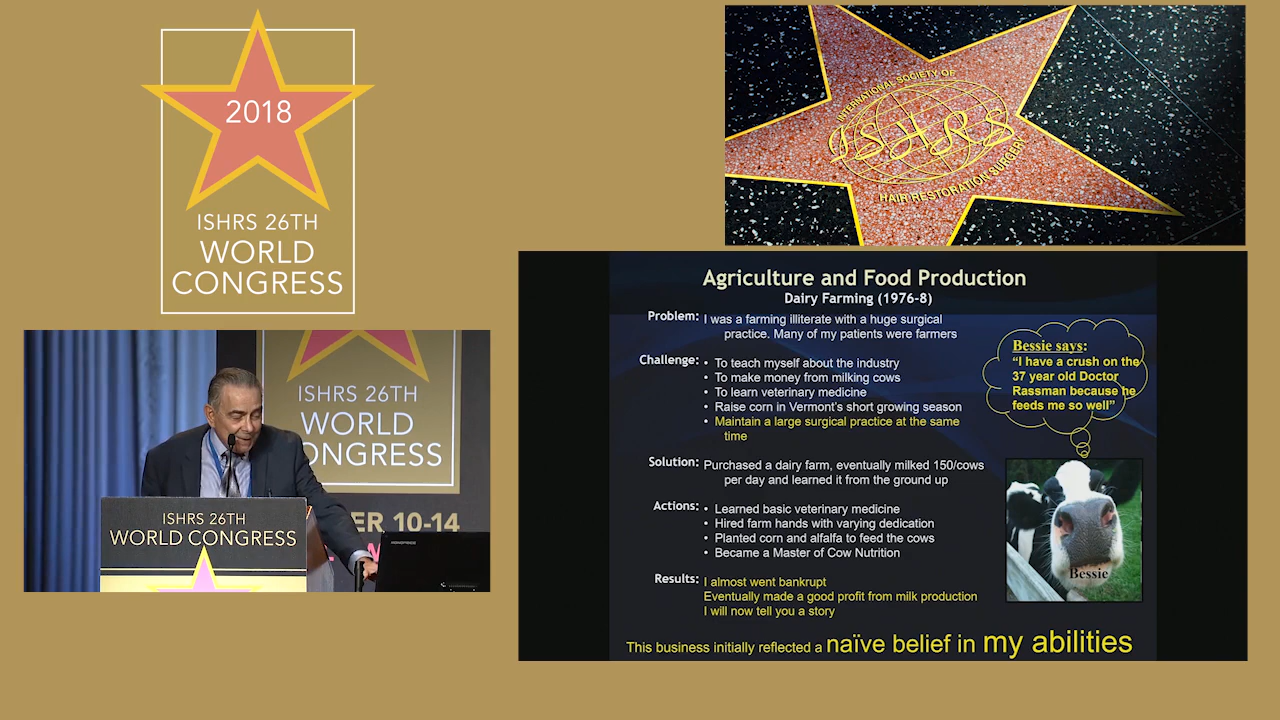 2018
ISHRS 26TH
WORLD
CONGRESS
INTERNATIONAL SOCIETY OF
ISHRS
HAIR RESTORATION SURGERY
ISHRS 26TH
WORLD
ONGRESS
ER 10-14
ISHRS 26TH
WORLD CONGRESS
Agriculture and Food Production
Dairy Farming (1976-8)
Problem: I was a farming illiterate with a huge surgical
practice. Many of my patients were farmers
Challenge: • To teach myself about the industry
• To make money from milking cows
• To learn veterinary medicine
• Raise corn in Vermont's short growing season
• Maintain a large surgical practice at the same
time
Solution: Purchased a dairy farm, eventually milked 150/cows
per day and learned it from the ground up
Actions: • Learned basic veterinary medicine
• Hired farm hands with varying dedication
• Planted corn and alfalfa to feed the cows
• Became a Master of Cow Nutrition
Results: I almost went bankrupt
Eventually made a good profit from milk production
I will now tell you a story
Bessie says:
“I have a crush on the
37 year old Doctor
Rassman because he
feeds me so well”
Bessie
This business initially reflected a naïve belief in my abilities